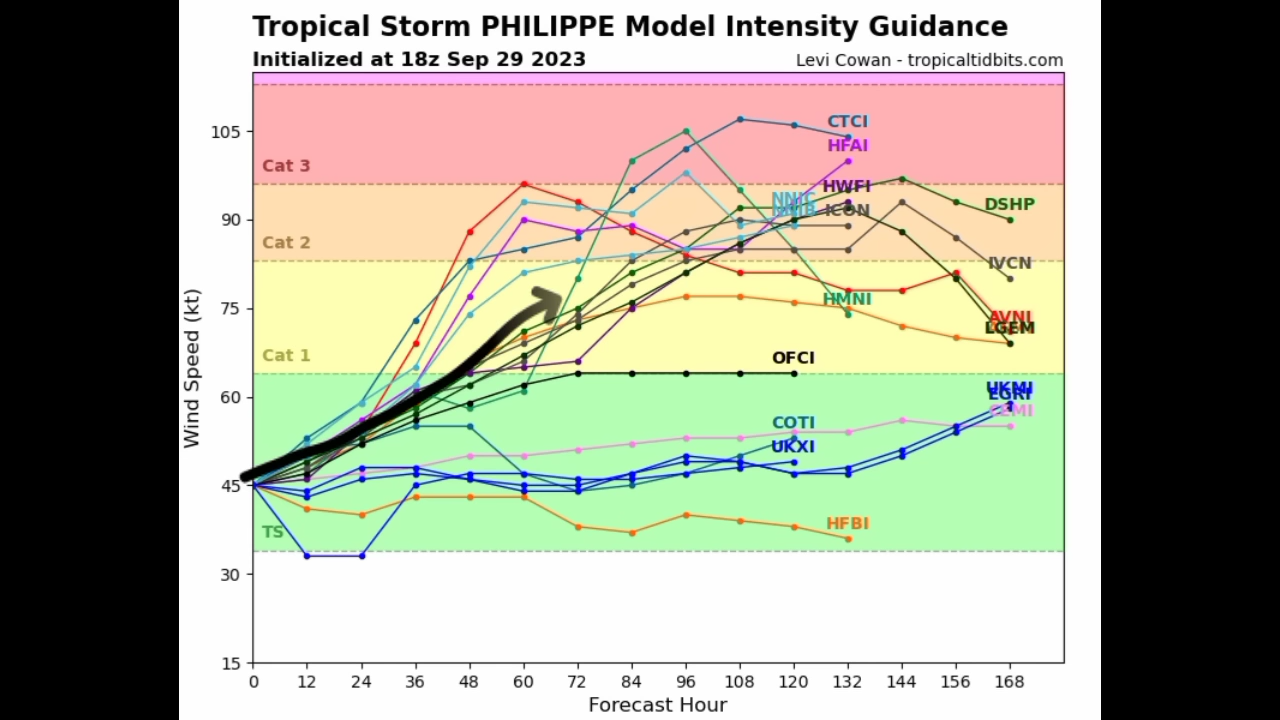 Tropical Storm PHILIPPE Model Intensity Guidance
Initialized at 18z Sep 29 2023
Levi Cowan - tropicaltidbits.com
105
90
75
60
45
30
15
Wind Speed (kt)
Cat 3
Cat 2
Cat 1
TS
CTCI
HFAI
HWFI
NNIC
NNIB
ICON
DSHP
IVCN
HMNI
AVNI
LGEM
OFCI
UKMI
EGRI
CEMI
COTI
UKXI
HFBI
0 12 24 36 48 60 72 84 96 108 120 132 144 156 168
Forecast Hour